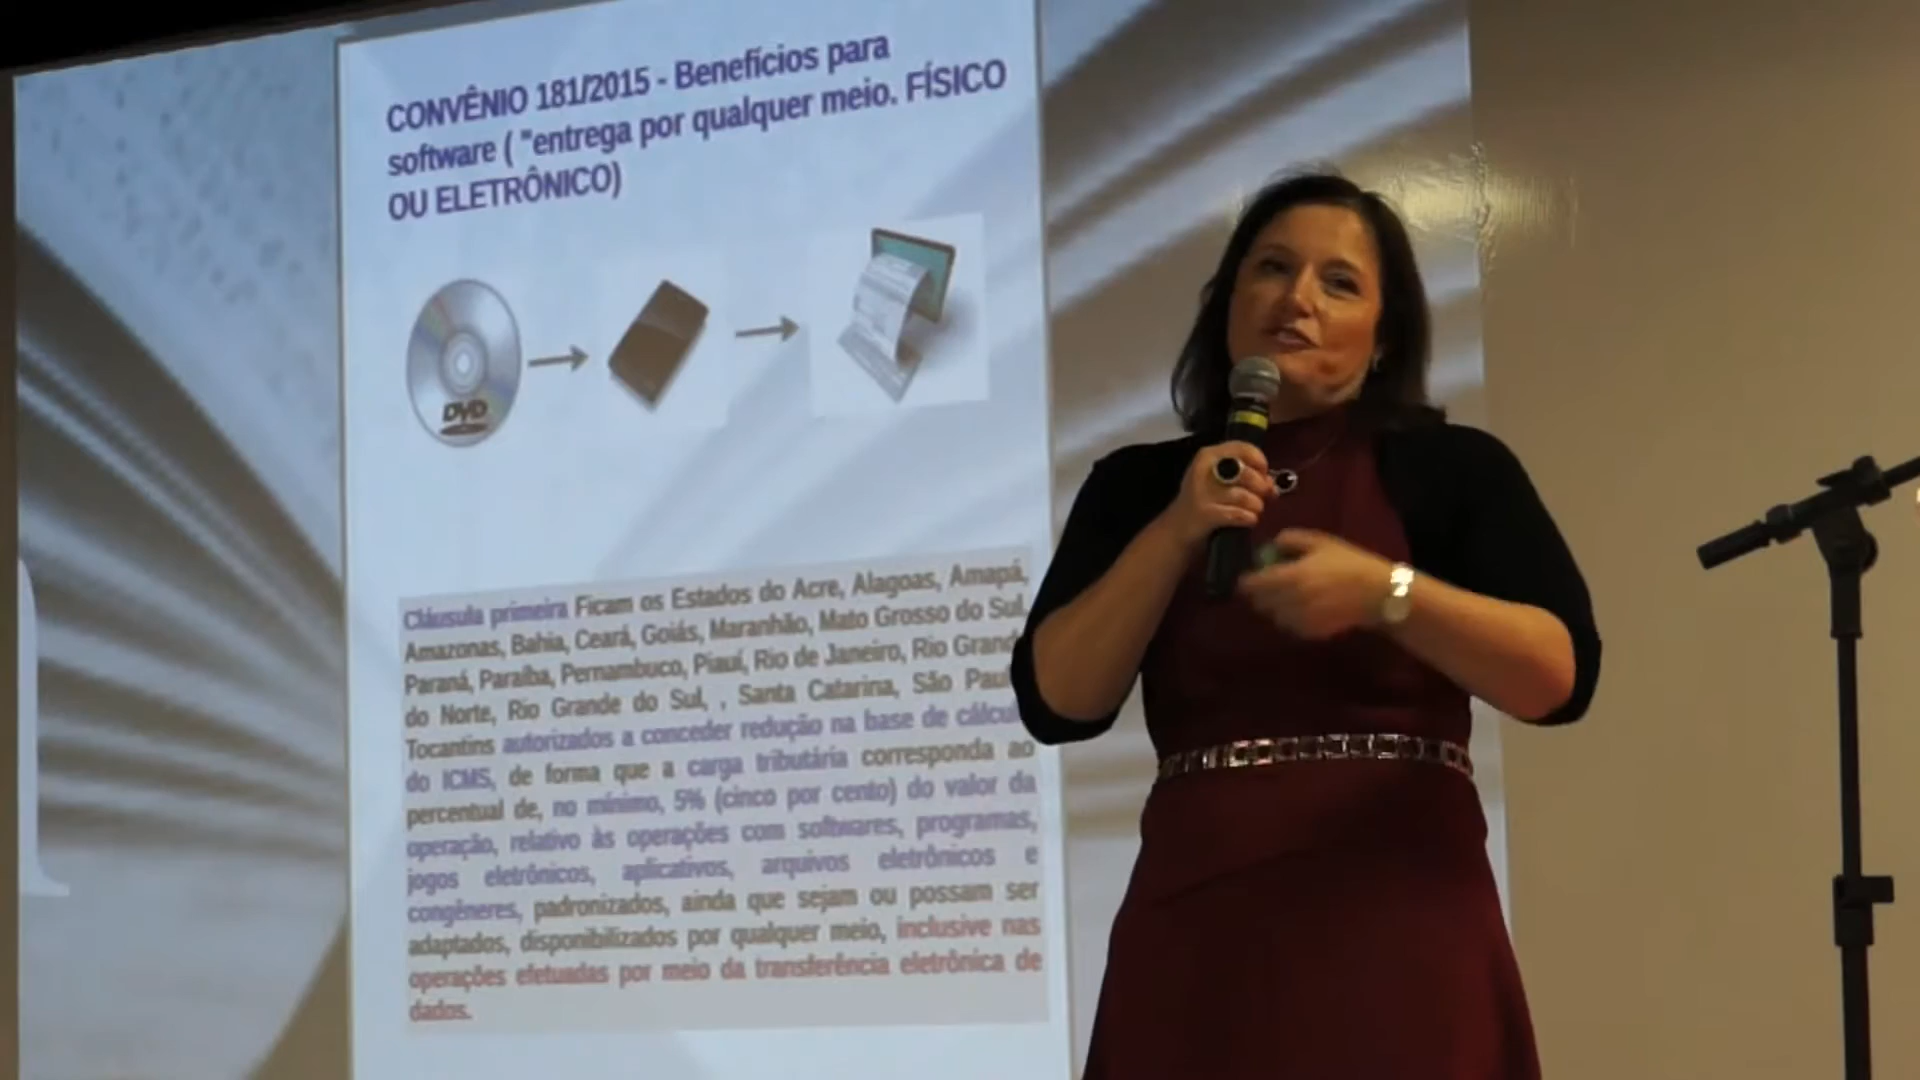 CONVÊNIO 181/2015 - Benefícios para
software ( "entrega por qualquer meio. FÍSICO
OU ELETRÔNICO)
DVD
Cláusula primeira Ficam os Estados do Acre, Alagoas, Amapá,
Amazonas, Bahia, Ceará, Goiás, Maranhão, Mato Grosso do Sul,
Paraná, Paraíba, Pernambuco, Piauí, Rio de Janeiro, Rio Grand
do Norte, Rio Grande do Sul, , Santa Catarina, São Paul
Tocantins autorizados a conceder redução na base de cálcul
do ICMS, de forma que a carga tributária corresponda ao
percentual de, no mínimo, 5% (cinco por cento) do valor da
operação, relativo às operações com softwares, programas,
jogos eletrônicos, aplicativos, arquivos eletrônicos e
congêneres, padronizados, ainda que sejam ou possam ser
adaptados, disponibilizados por qualquer meio, inclusive nas
operações efetuadas por meio da transferência eletrônica de
dados.